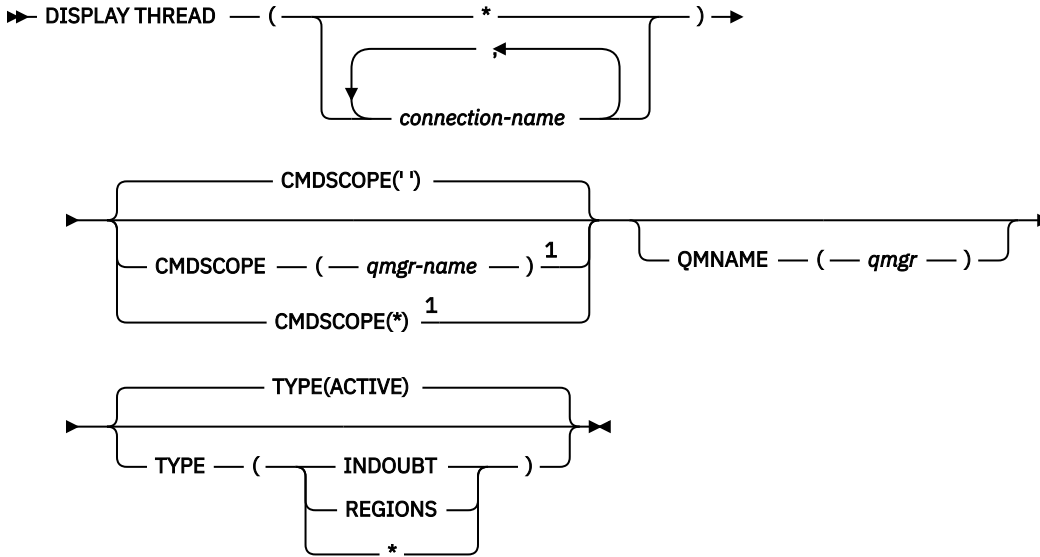 DISPLAY THREAD ( * )
,
connection-name
CMDSCOPE(' ')
CMDSCOPE ( qmgr-name ) 1
QMNAME ( qmgr )
CMDSCOPE(*) 1
TYPE(ACTIVE)
TYPE ( INDOUBT )
REGIONS
*